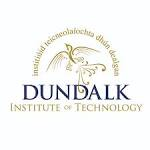 institiúid teicneolaíochta dhún dealgan
DUNDALK
INSTITUTE OF TECHNOLOGY